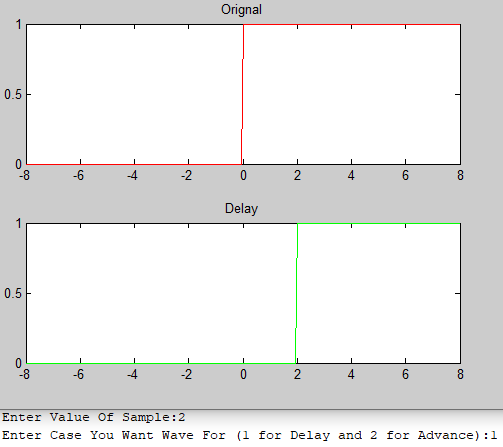 Orignal
1
0.5
0
-8 -6 -4 -2 0 2 4 6 8
Delay
1
0.5
0
-8 -6 -4 -2 0 2 4 6 8
Enter Value Of Sample:2
Enter Case You Want Wave For (1 for Delay and 2 for Advance):1